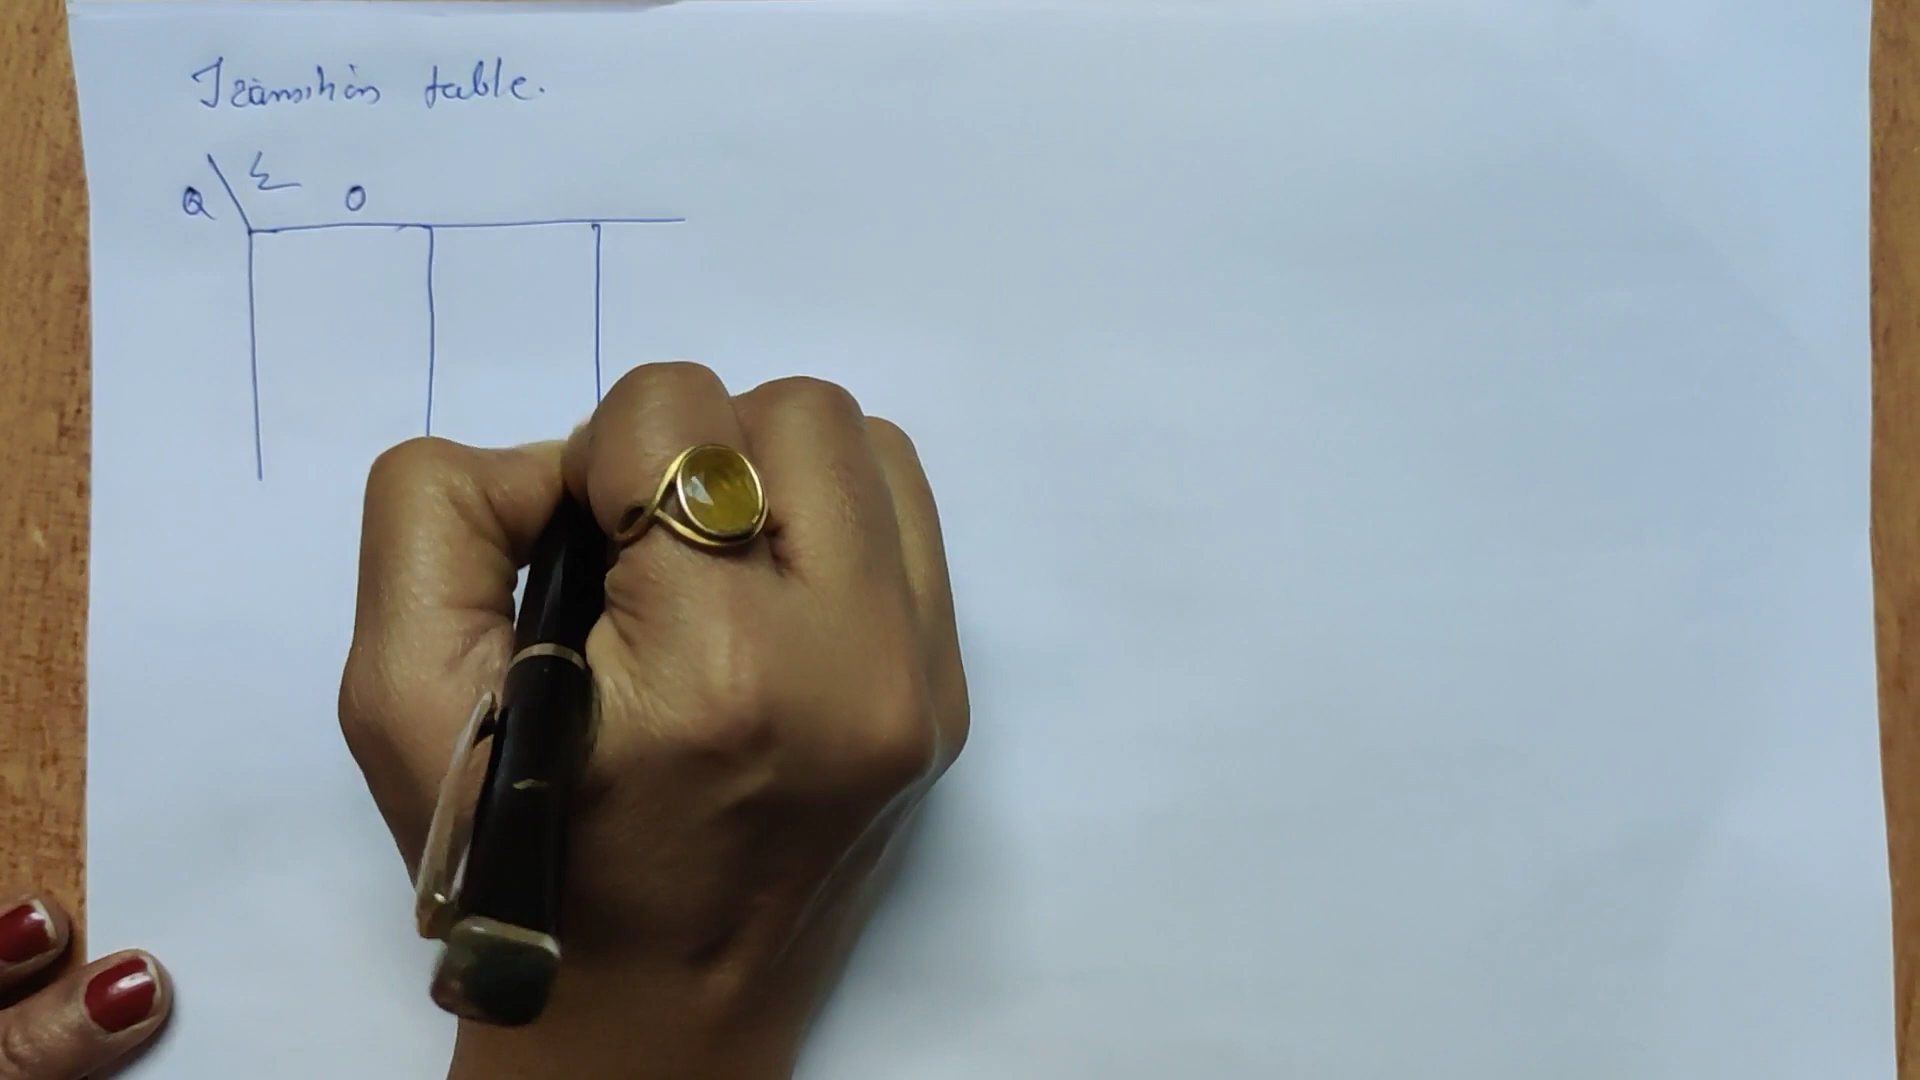 Transition table.
Σ
Q 0